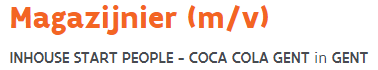 Magazijnier (m/v)
INHOUSE START PEOPLE - COCA COLA GENT in GENT